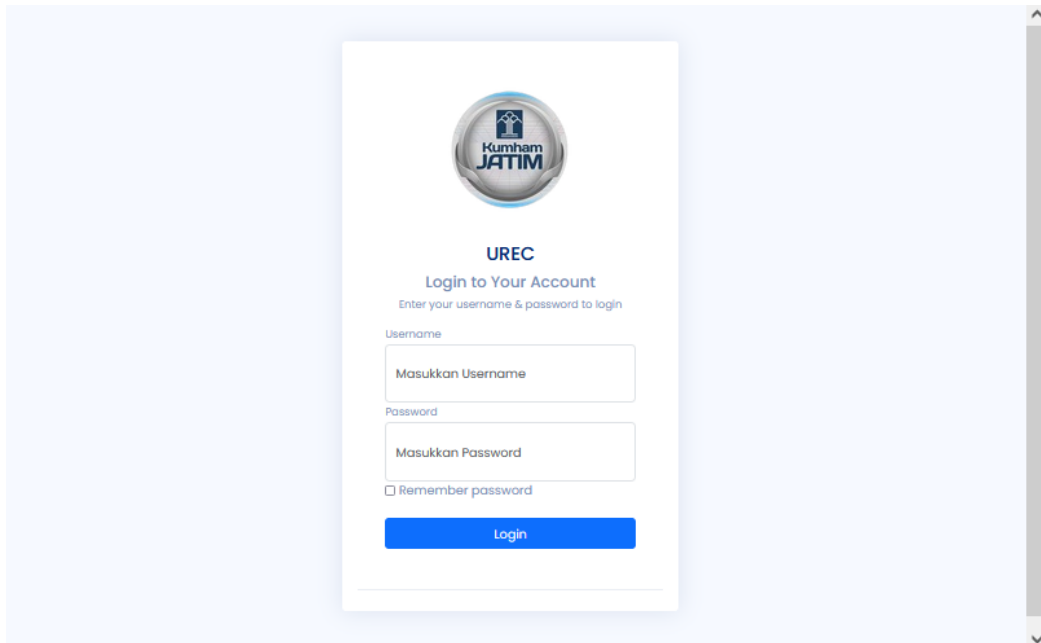 Kumham
JATIM
UREC
Login to Your Account
Enter your username & password to login
Username
Masukkan Username
Password
Masukkan Password
Remember password
Login